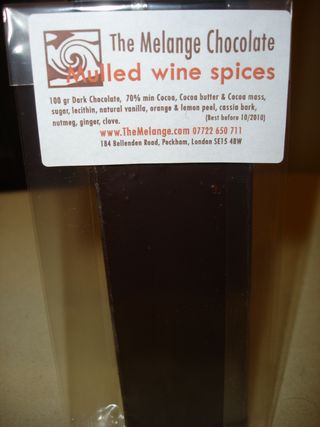 The Melange Chocolate
Mulled wine spices
100 gr Dark Chocolate, 70% min Cocoa, Cocoa butter & Cocoa mass,
sugar, lecithin, natural vanilla, orange & lemon peel, cassia bark,
nutmeg, ginger, clove. (Best before 10/2010)
www.TheMelange.com 07722 650 711
184 Bellenden Road, Peckham, London SE15 4BW